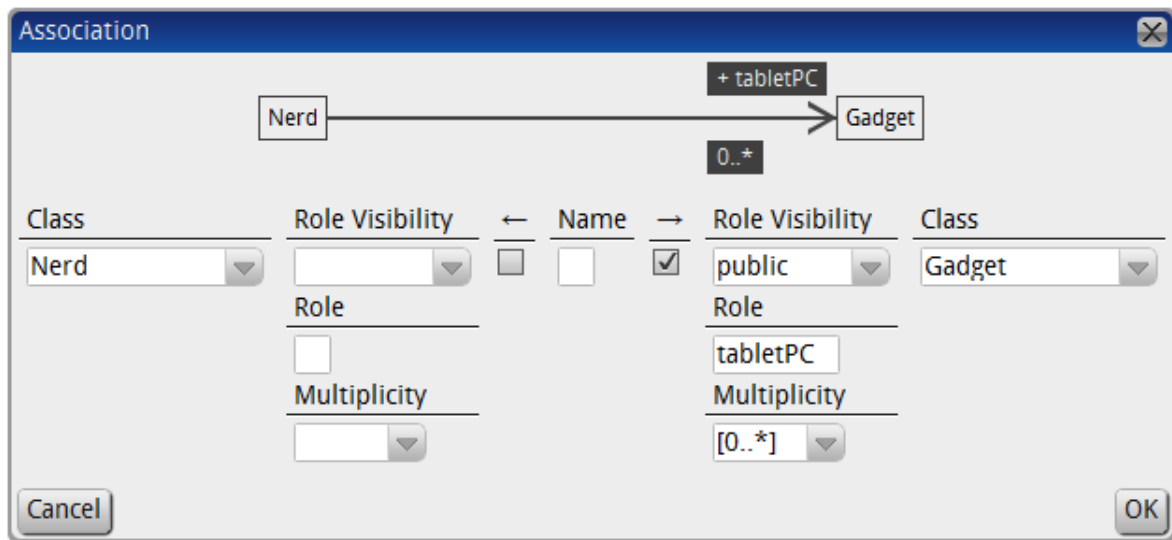 Association
+ tabletPC
Nerd Gadget
0..*
Class Role Visibility ← Name → Role Visibility Class
Nerd public Gadget
Role Role
tabletPC
Multiplicity Multiplicity
[0..*]
Cancel OK